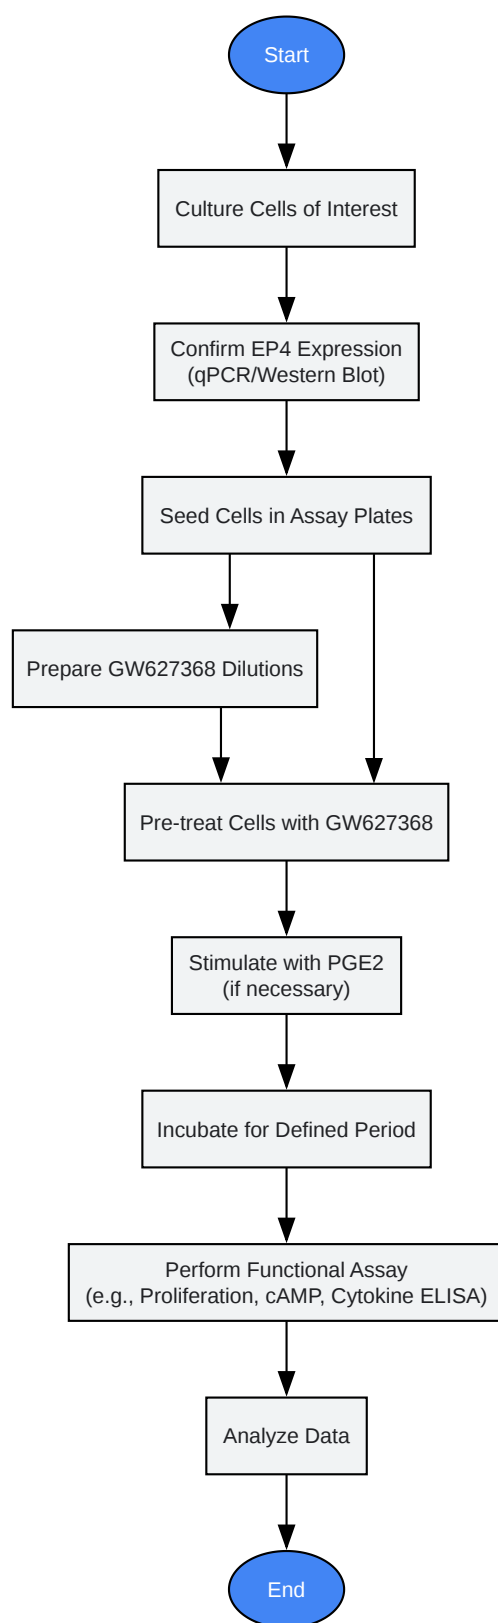 Start
Culture Cells of Interest
Confirm EP4 Expression
(qPCR/Western Blot)
Seed Cells in Assay Plates
Prepare GW627368 Dilutions
Pre-treat Cells with GW627368
Stimulate with PGE2
(if necessary)
Incubate for Defined Period
Perform Functional Assay
(e.g., Proliferation, cAMP, Cytokine ELISA)
Analyze Data
End